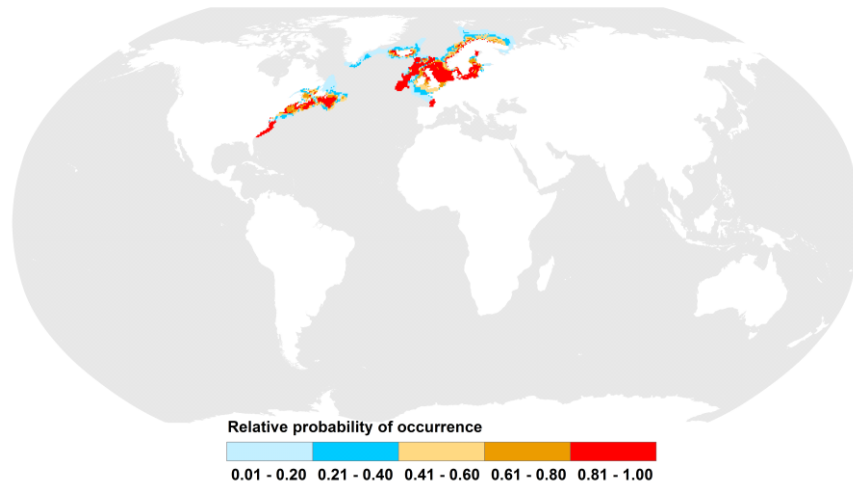 Relative probability of occurrence
0.01 - 0.20 0.21 - 0.40 0.41 - 0.60 0.61 - 0.80 0.81 - 1.00